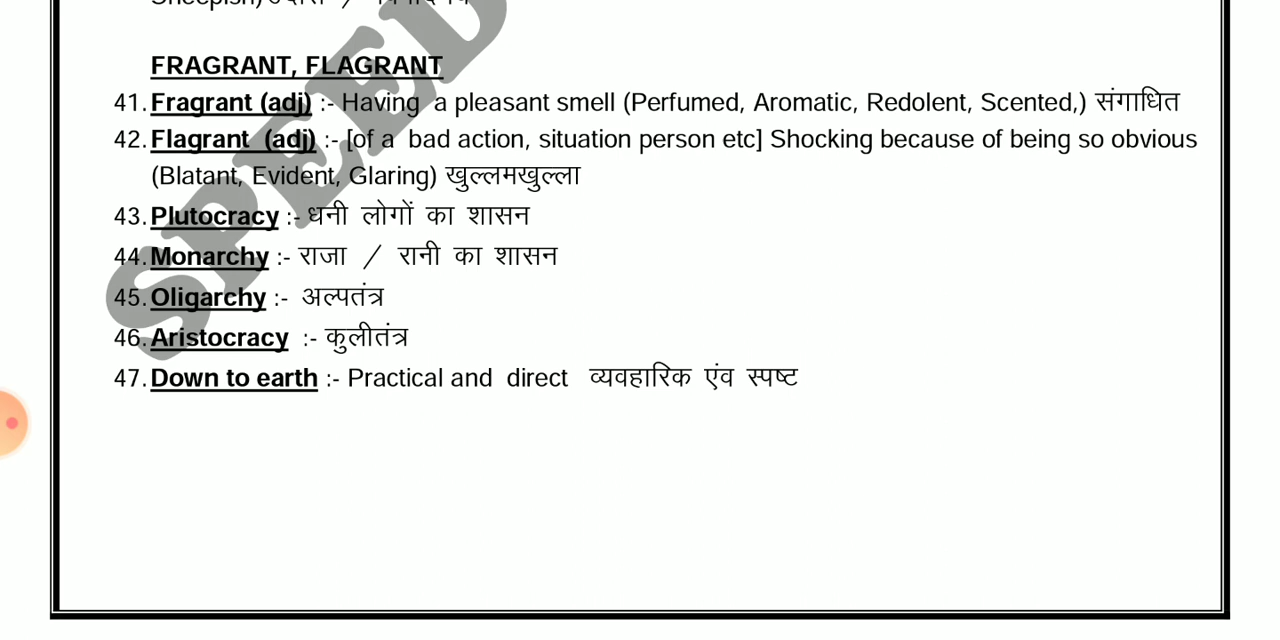 FRAGRANT, FLAGRANT
41. Fragrant (adj) :- Having a pleasant smell (Perfumed, Aromatic, Redolent, Scented,) संगाधित
42. Flagrant (adj) :- [of a bad action, situation person etc] Shocking because of being so obvious
(Blatant, Evident, Glaring) खुल्लमखुल्ला
43. Plutocracy :- धनी लोगों का शासन
44. Monarchy :- राजा / रानी का शासन
45. Oligarchy :- अल्पतंत्र
46. Aristocracy :- कुलीतंत्र
47. Down to earth :- Practical and direct व्यवहारिक एंव स्पष्ट
SPEED